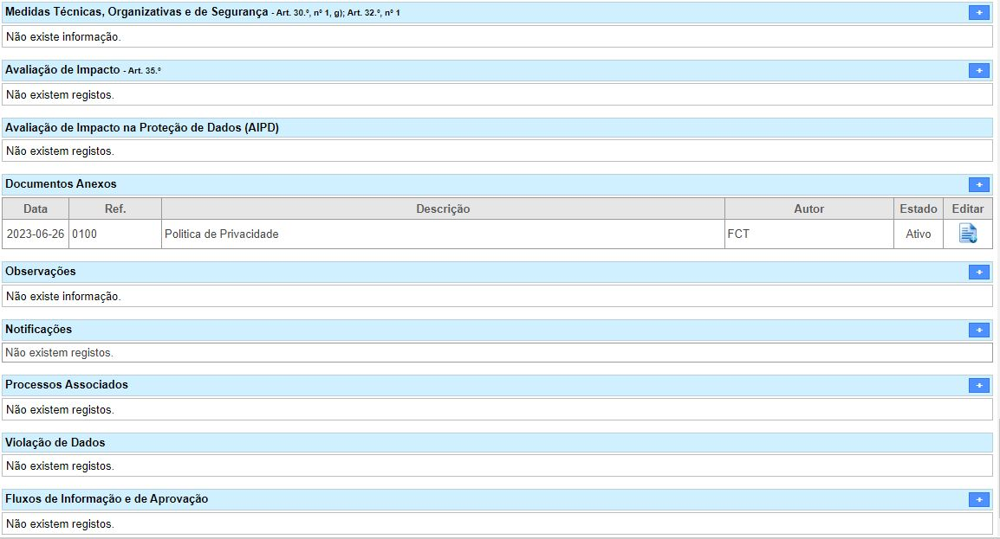 Medidas Técnicas, Organizativas e de Segurança - Art. 30.º, nº 1, g); Art. 32.º, nº 1
+
Não existe informação.
Avaliação de Impacto - Art. 35.º
+
Não existem registos.
Avaliação de Impacto na Proteção de Dados (AIPD)
Não existem registos.
Documentos Anexos
+
Data Ref. Descrição Autor Estado Editar
2023-06-26 0100 Politica de Privacidade FCT Ativo
Observações
+
Não existe informação.
Notificações
+
Não existem registos.
Processos Associados
+
Não existem registos.
Violação de Dados
Não existem registos.
Fluxos de Informação e de Aprovação
+
Não existem registos.